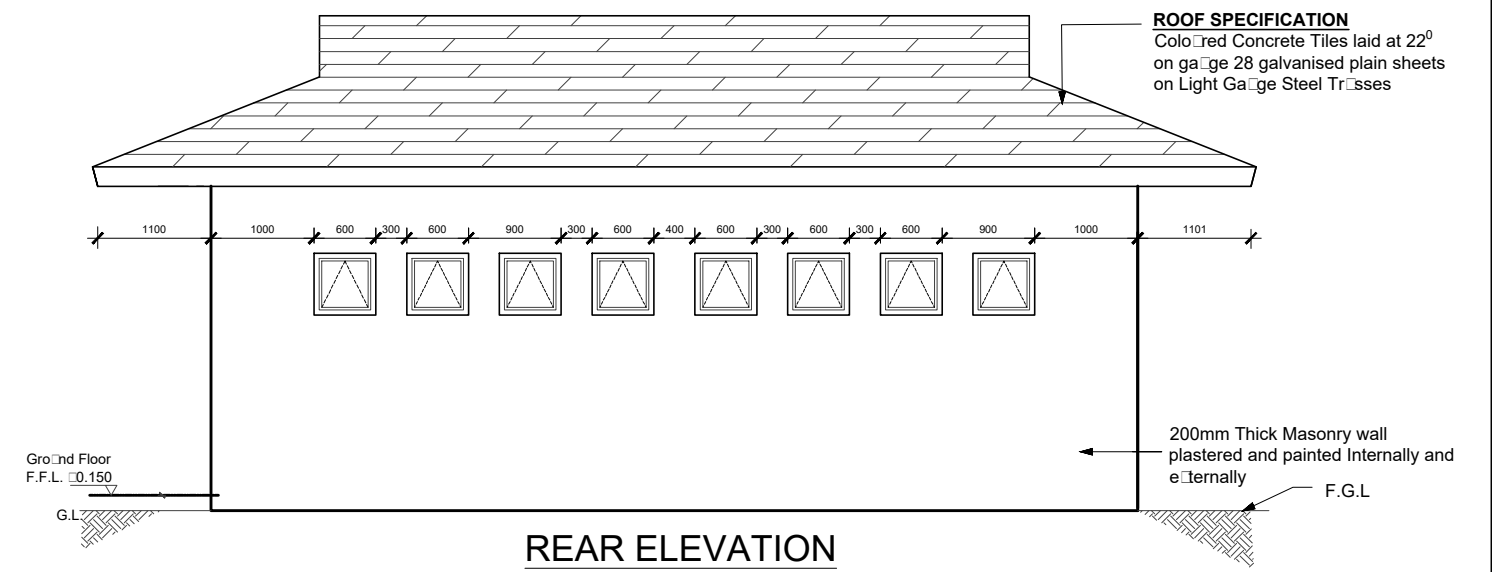 ROOF SPECIFICATION
Colo□red Concrete Tiles laid at 22⁰
on ga□ge 28 galvanised plain sheets
on Light Ga□ge Steel Tr□sses
1100 1000 600 300 600 900 300 600 400 600 300 600 300 600 900 1000 1101
200mm Thick Masonry wall
plastered and painted Internally and
e□ternally
Gro□nd Floor
F.F.L. □0.150
F.G.L
G.L
REAR ELEVATION